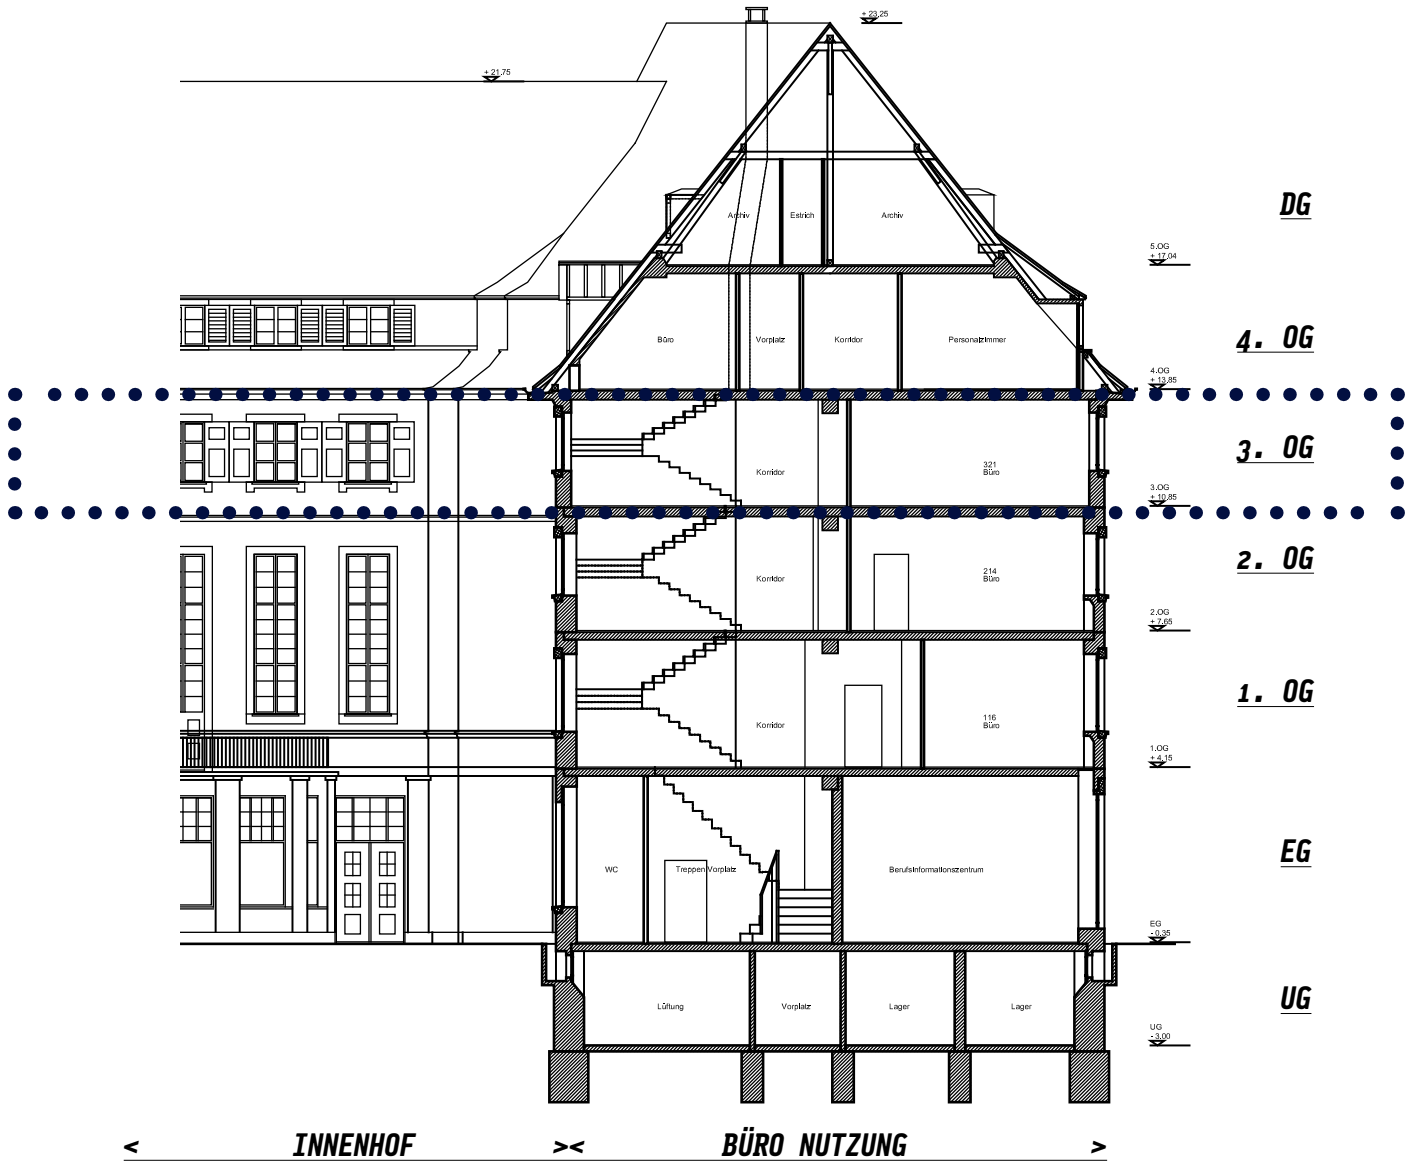 + 23,25
+ 21.75
DG
Archiv
Estrich
Archiv
5.OG
+ 17.04
4. OG
Büro
Vorplatz
Korridor
Personalzimmer
4.OG
+ 13,85
3. OG
Korridor
321
Büro
3.OG
+ 10,85
2. OG
Korridor
214
Büro
2.OG
+ 7,65
1. OG
Korridor
116
Büro
1.OG
+ 4,15
EG
WC
Treppen Vorplatz
Berufsinformationszentrum
EG
- 0,35
UG
Lüftung
Vorplatz
Lager
Lager
UG
- 3,00
< INNENHOF >< BÜRO NUTZUNG >